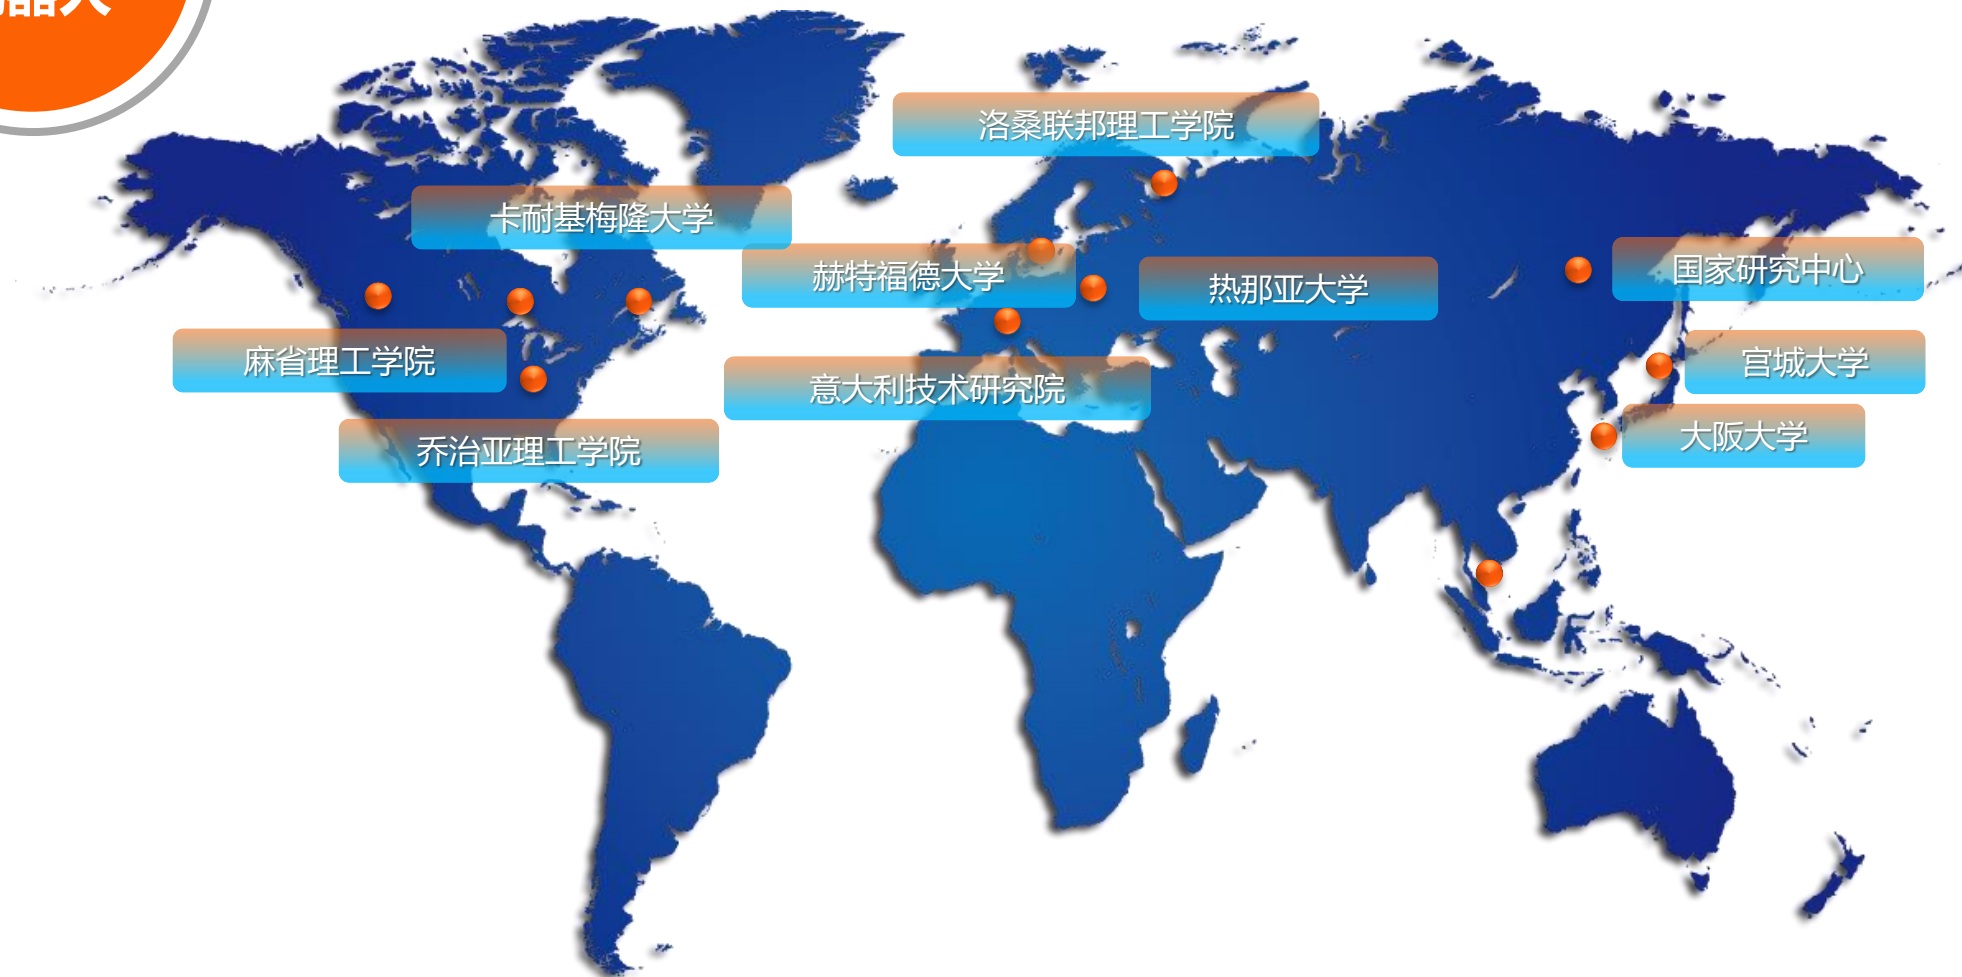 器人
洛桑联邦理工学院
卡耐基梅隆大学
赫特福德大学
热那亚大学
国家研究中心
麻省理工学院
意大利技术研究院
宫城大学
乔治亚理工学院
大阪大学